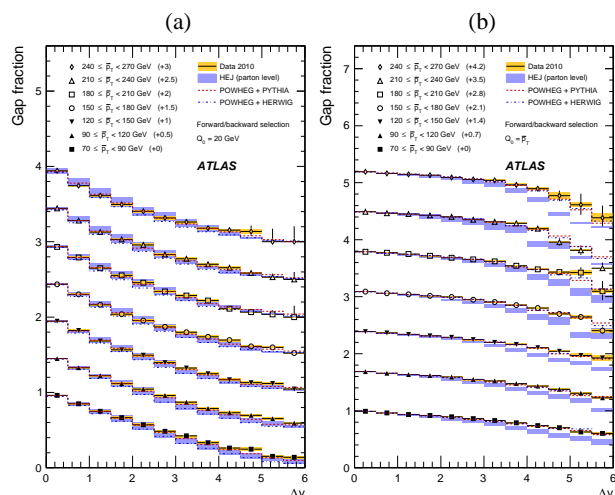 (a)
(b)
Gap fraction
240 ≤ p̄T < 270 GeV (+3)
210 ≤ p̄T < 240 GeV (+2.5)
180 ≤ p̄T < 210 GeV (+2)
150 ≤ p̄T < 180 GeV (+1.5)
120 ≤ p̄T < 150 GeV (+1)
90 ≤ p̄T < 120 GeV (+0.5)
70 ≤ p̄T < 90 GeV (+0)
Data 2010
HEJ (parton level)
POWHEG + PYTHIA
POWHEG + HERWIG
Forward/backward selection
Q0 = 20 GeV
ATLAS
5
4
3
2
1
0
0 1 2 3 4 5 6
Δy
Gap fraction
240 ≤ p̄T < 270 GeV (+4.2)
210 ≤ p̄T < 240 GeV (+3.5)
180 ≤ p̄T < 210 GeV (+2.8)
150 ≤ p̄T < 180 GeV (+2.1)
120 ≤ p̄T < 150 GeV (+1.4)
90 ≤ p̄T < 120 GeV (+0.7)
70 ≤ p̄T < 90 GeV (+0)
Data 2010
HEJ (parton level)
POWHEG + PYTHIA
POWHEG + HERWIG
Forward/backward selection
Q0 = p̄T
ATLAS
7
6
5
4
3
2
1
0
0 1 2 3 4 5 6
Δy